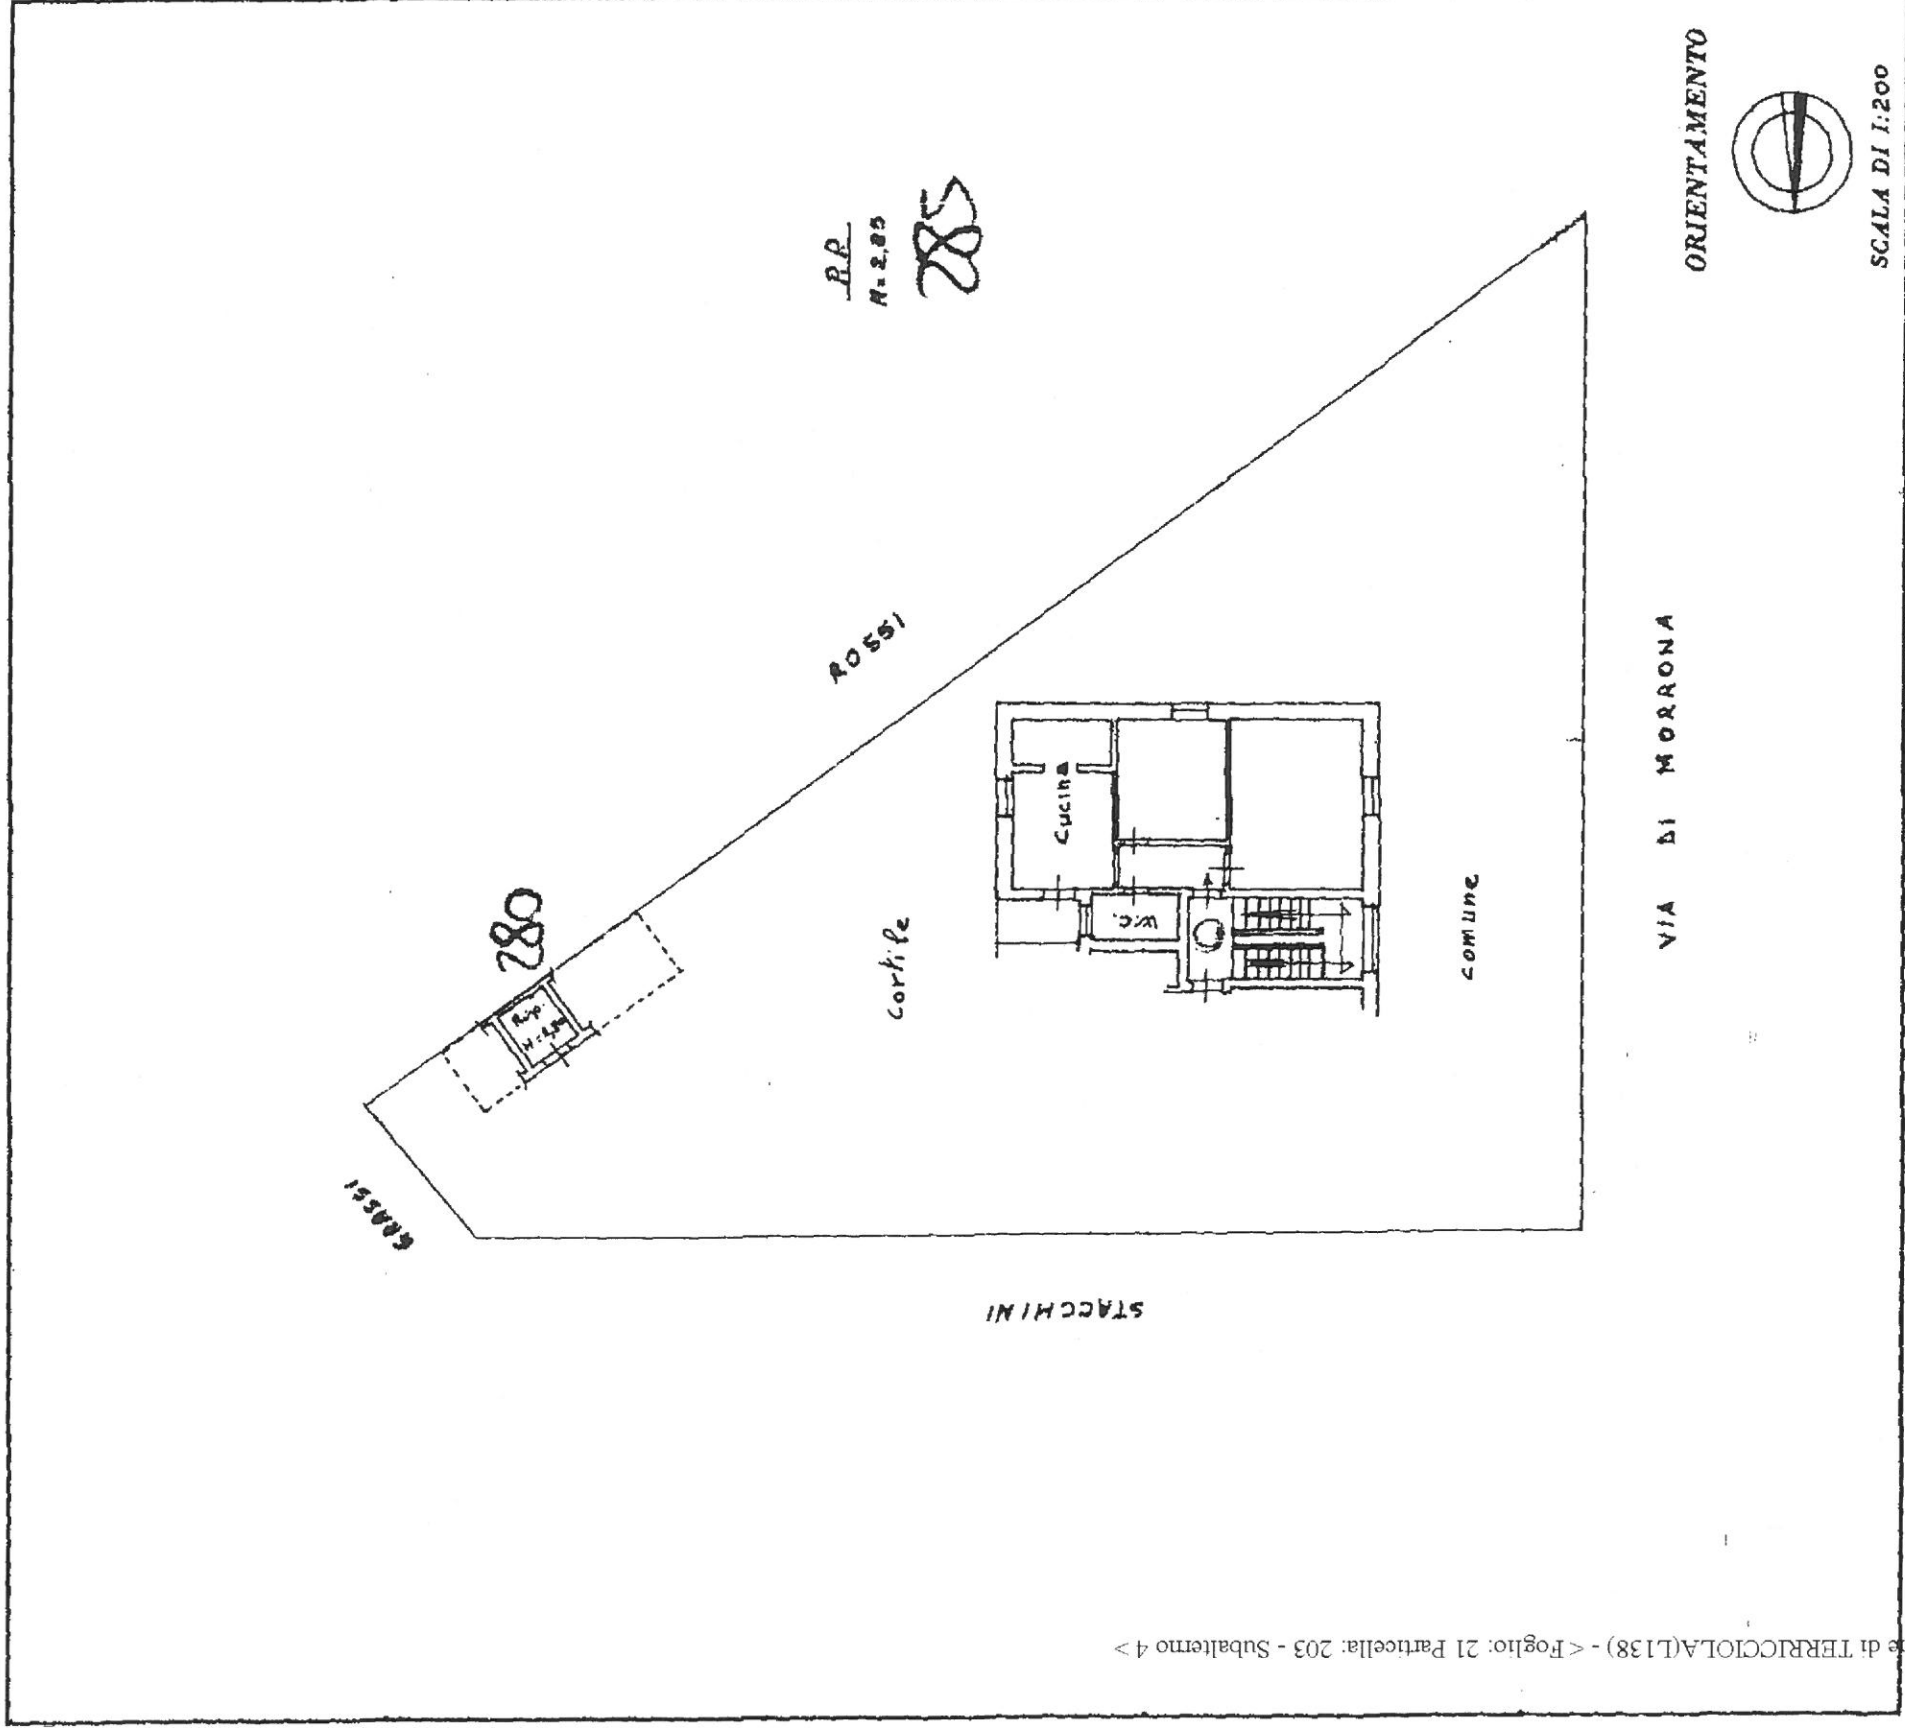 ORIENTAMENTO
SCALA DI 1:200
H= 2,85
285
ROSSI
280
Rip.
GRASSI
STACCHINI
Cortile
comune
Cucina
W.C.
VIA DI MORRONA
e di TERRICCIOLA(L138) - < Foglio: 21 Particella: 203 - Subalterno 4 >